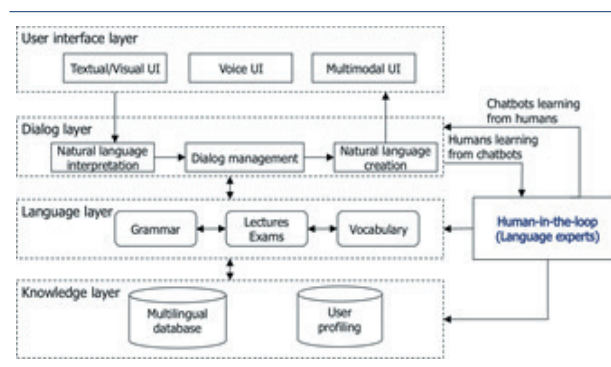 User interface layer
Textual/Visual UI
Voice UI
Multimodal UI
Chatbots learning
from humans
Dialog layer
Humans learning
from chatbots
Natural language
interpretation
Dialog management
Natural language
creation
Language layer
Grammar
Lectures
Exams
Vocabulary
Human-in-the-loop
(Language experts)
Knowledge layer
Multilingual
database
User
profiling